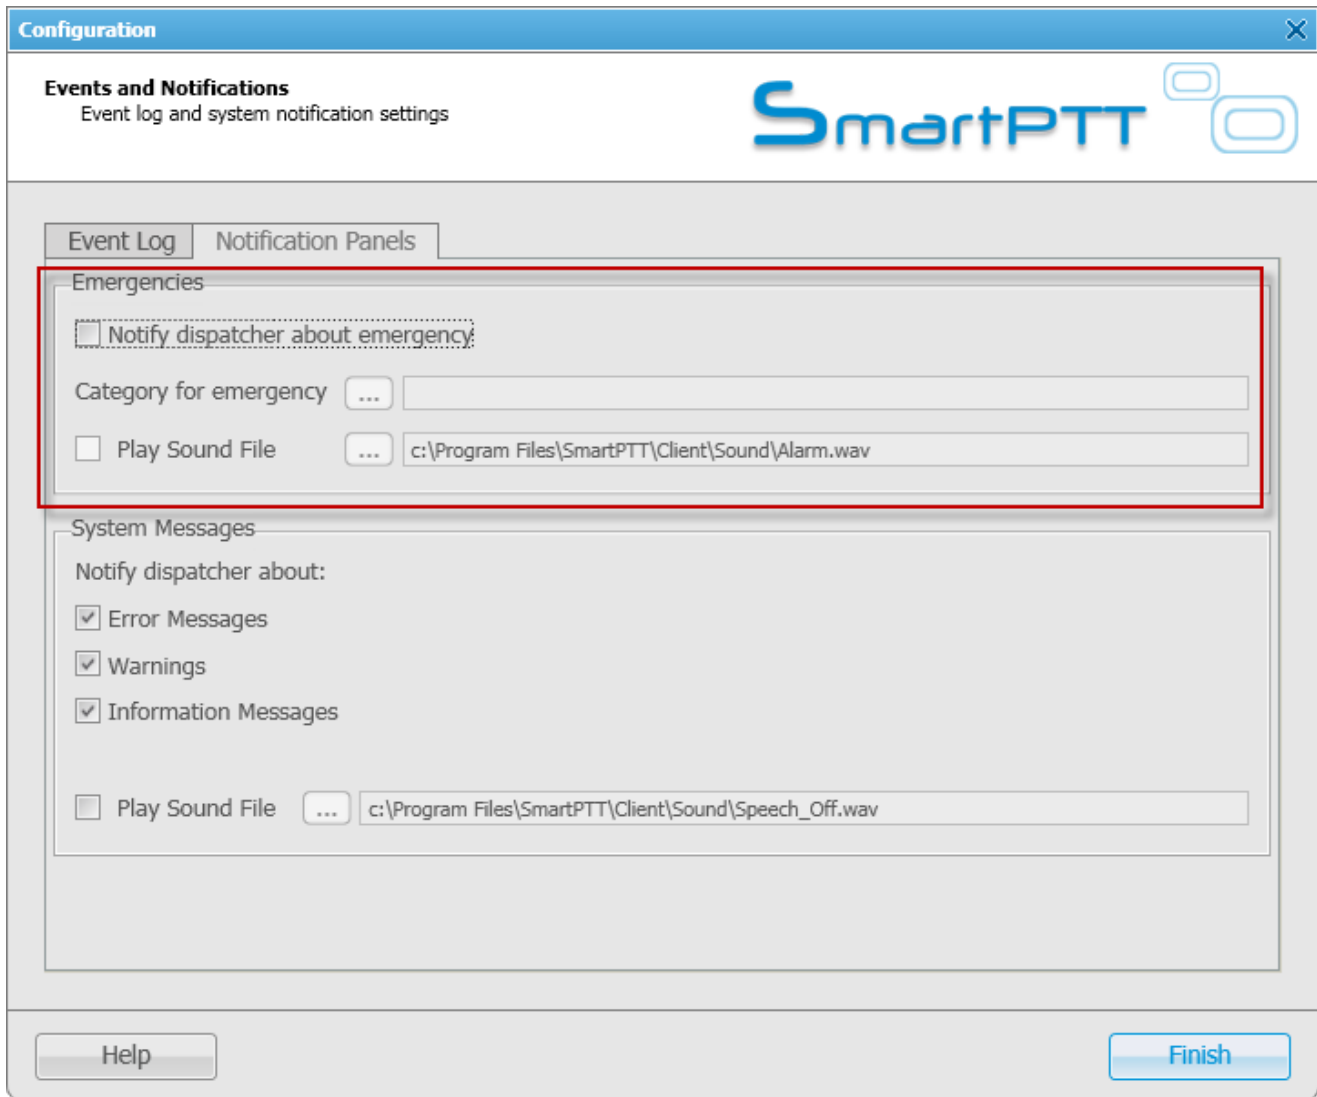 Configuration
Events and Notifications
Event log and system notification settings
SmartPTT
Event Log Notification Panels
Emergencies
Notify dispatcher about emergency
Category for emergency ...
Play Sound File ... c:\Program Files\SmartPTT\Client\Sound\Alarm.wav
System Messages
Notify dispatcher about:
Error Messages
Warnings
Information Messages
Play Sound File ... c:\Program Files\SmartPTT\Client\Sound\Speech_Off.wav
Help Finish